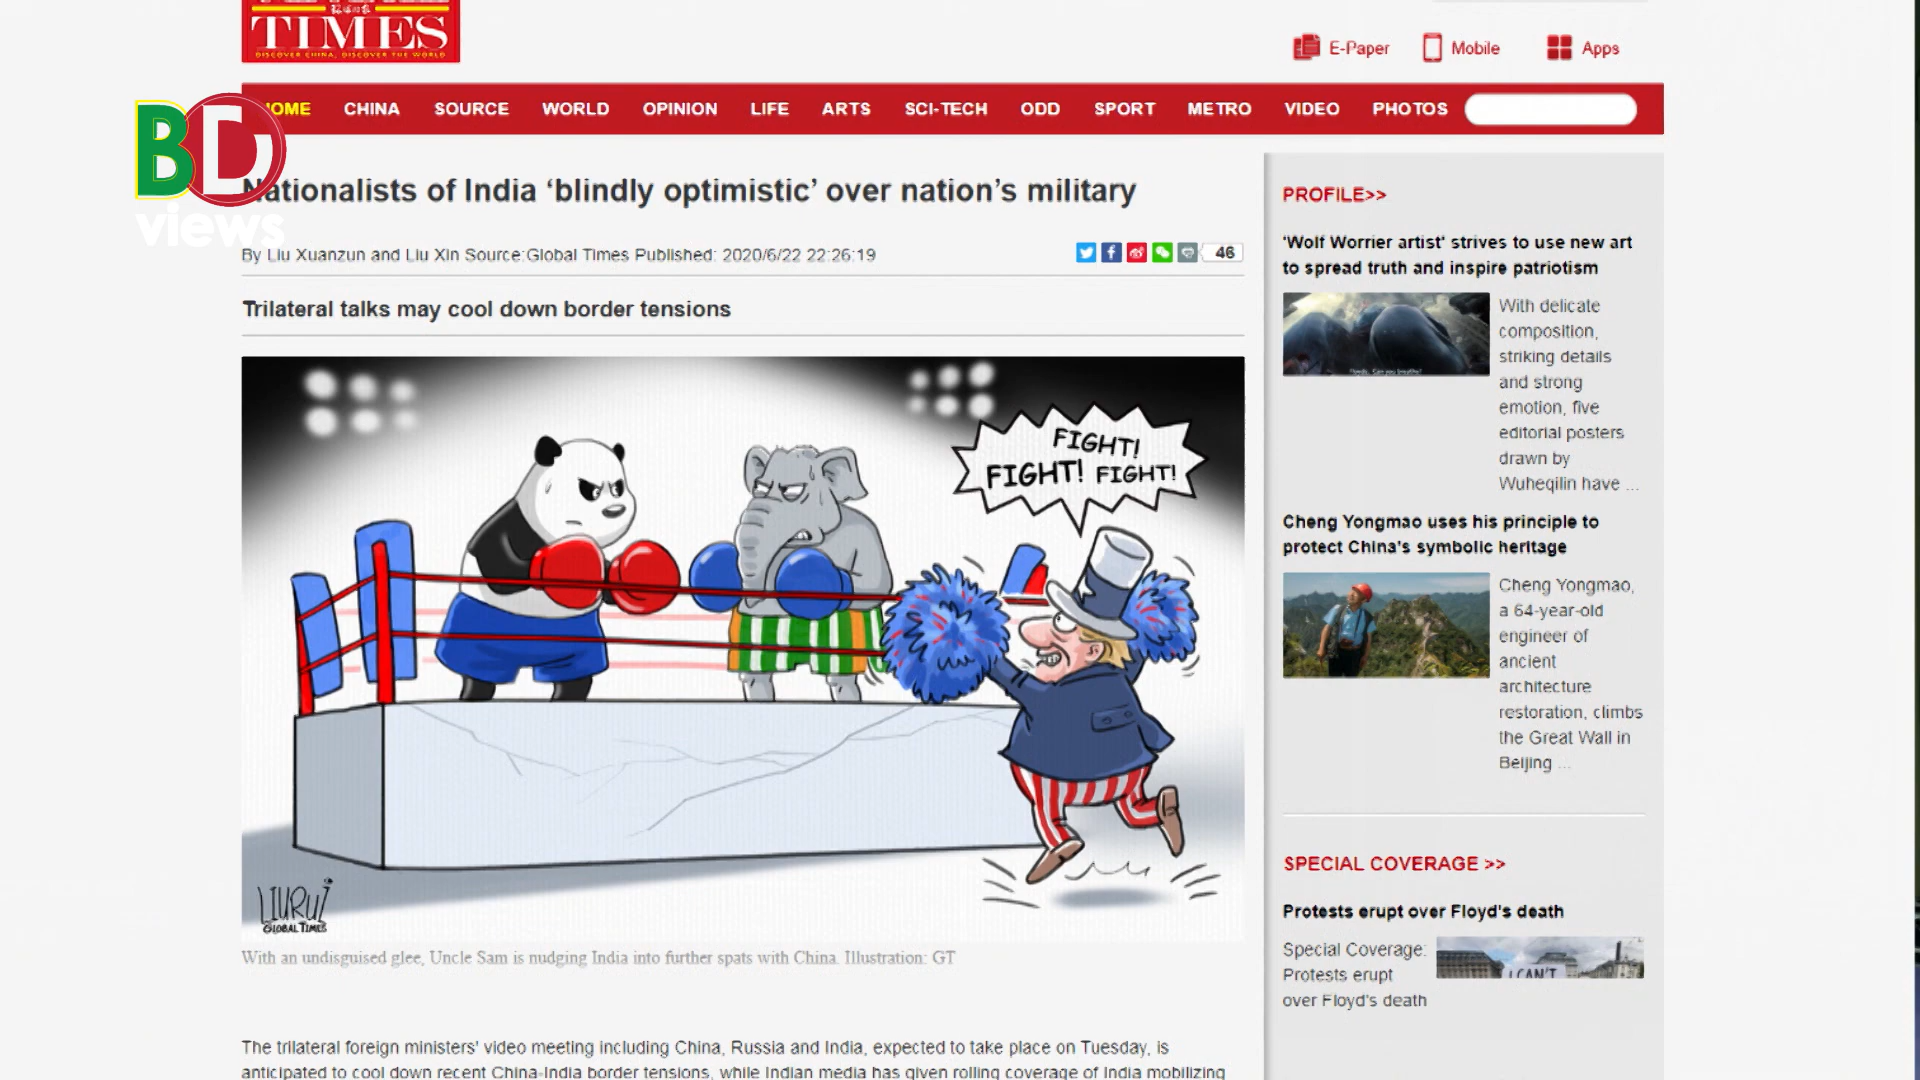 TIMES
DISCOVER CHINA, DISCOVER THE WORLD
E-Paper
Mobile
Apps
BD
views
HOME
CHINA
SOURCE
WORLD
OPINION
LIFE
ARTS
SCI-TECH
ODD
SPORT
METRO
VIDEO
PHOTOS
Nationalists of India ‘blindly optimistic’ over nation’s military
By Liu Xuanzun and Liu Xin Source:Global Times Published: 2020/6/22 22:26:19
46
Trilateral talks may cool down border tensions
FIGHT!
FIGHT! FIGHT!
LIURUI
GLOBAL TIMES
With an undisguised glee, Uncle Sam is nudging India into further spats with China. Illustration: GT
The trilateral foreign ministers' video meeting including China, Russia and India, expected to take place on Tuesday, is
anticipated to cool down recent China-India border tensions, while Indian media has given rolling coverage of India mobilizing
PROFILE>>
'Wolf Worrier artist' strives to use new art
to spread truth and inspire patriotism
With delicate
composition,
striking details
and strong
emotion, five
editorial posters
drawn by
Wuheqilin have ...
Cheng Yongmao uses his principle to
protect China's symbolic heritage
Cheng Yongmao,
a 64-year-old
engineer of
ancient
architecture
restoration, climbs
the Great Wall in
Beijing ...
SPECIAL COVERAGE >>
Protests erupt over Floyd's death
Special Coverage:
Protests erupt
over Floyd's death
I CAN'T